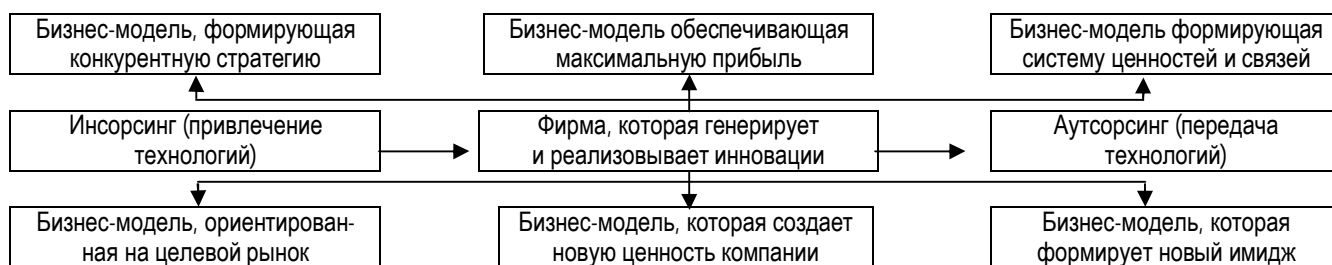 Бизнес-модель, формирующая
конкурентную стратегию
Бизнес-модель обеспечивающая
максимальную прибыль
Бизнес-модель формирующая
систему ценностей и связей
Инсорсинг (привлечение
технологий)
Фирма, которая генерирует
и реализовывает инновации
Аутсорсинг (передача
технологий)
Бизнес-модель, ориентирован-
ная на целевой рынок
Бизнес-модель, которая создает
новую ценность компании
Бизнес-модель, которая
формирует новый имидж